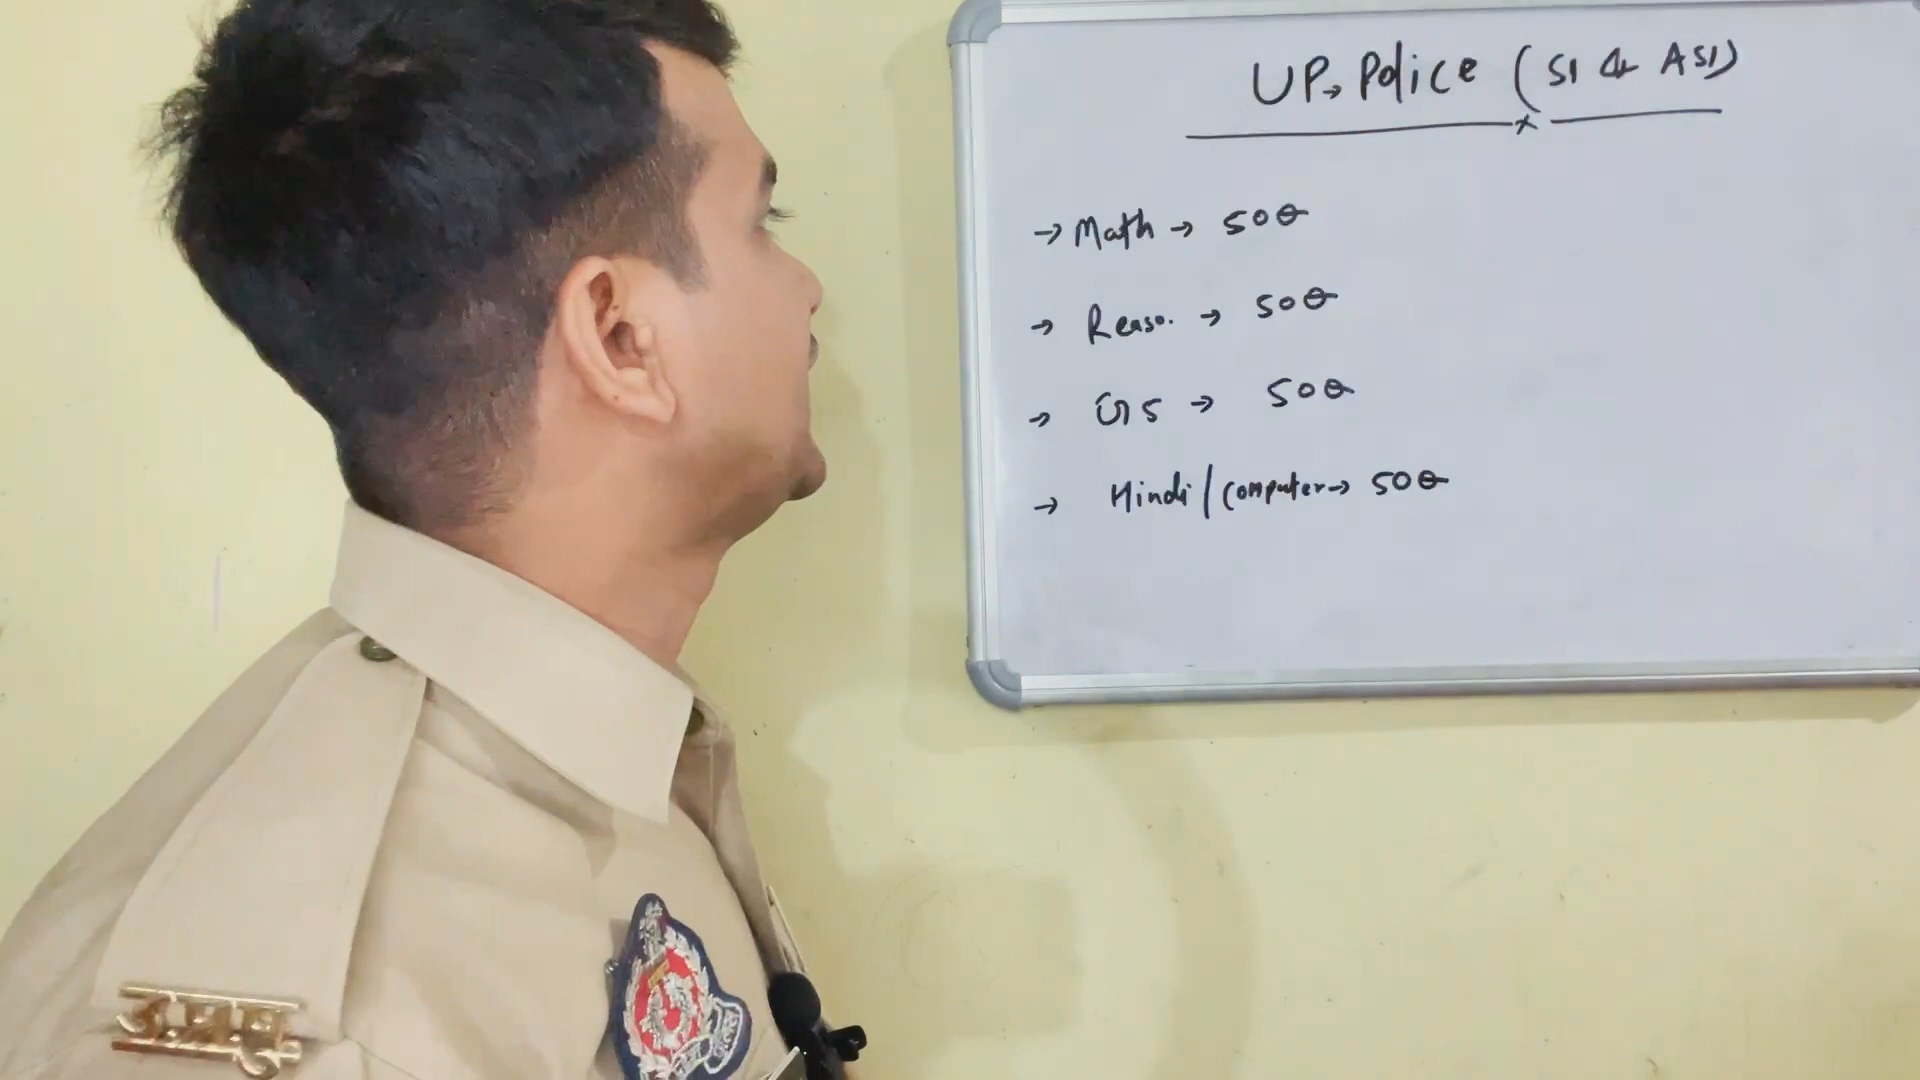 UP. Police (SI & ASI)
→ Math → 50Q
→ Reaso. → 50Q
→ GS → 50Q
→ Hindi/Computer → 50Q
उ.प्र.पु